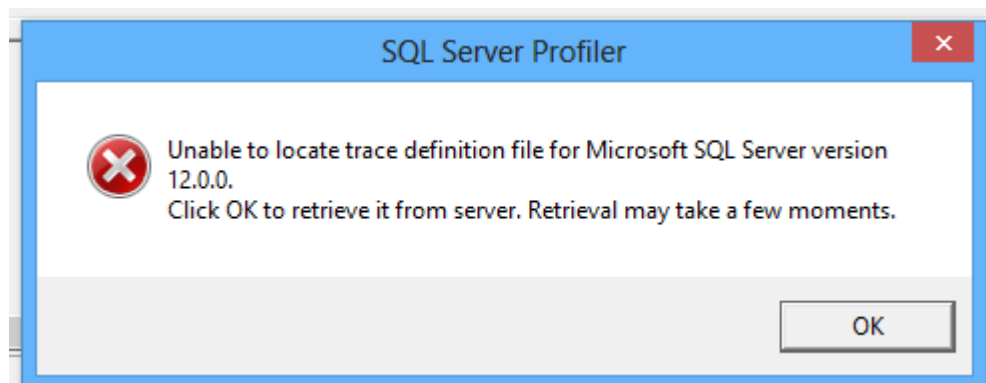 SQL Server Profiler
Unable to locate trace definition file for Microsoft SQL Server version
12.0.0.
Click OK to retrieve it from server. Retrieval may take a few moments.
OK